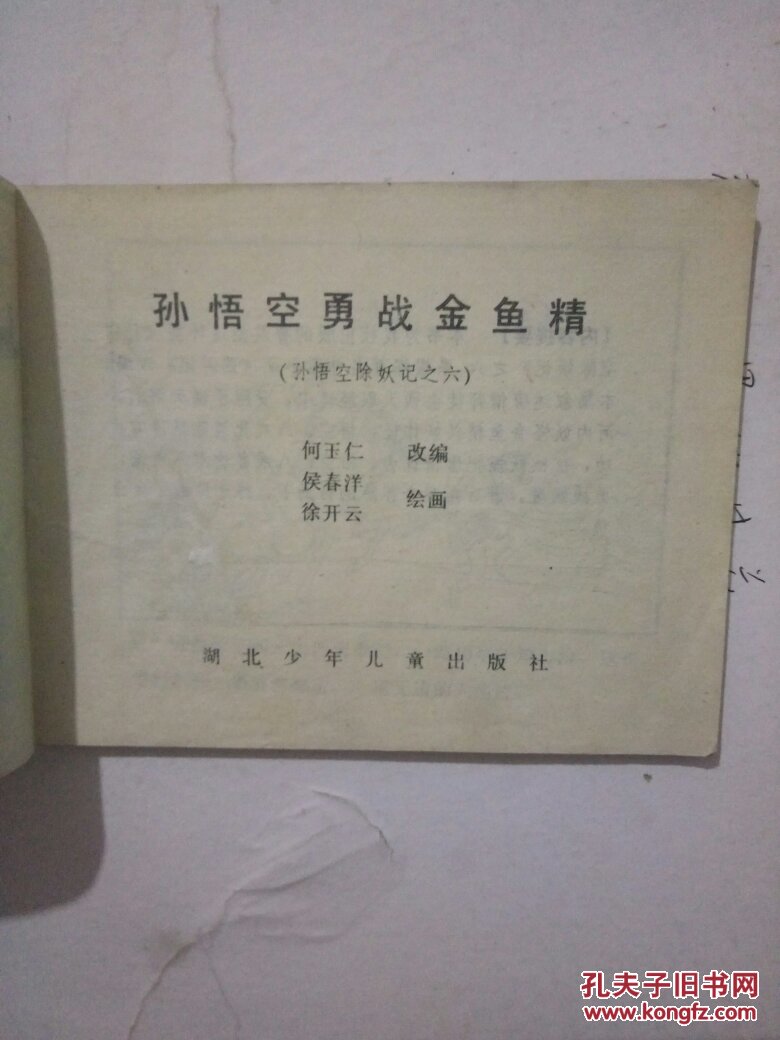 孙悟空勇战金鱼精
(孙悟空除妖记之六)
何玉仁 改编
侯春洋
徐开云 绘画
湖北少年儿童出版社
孔夫子旧书网
www.kongfz.com